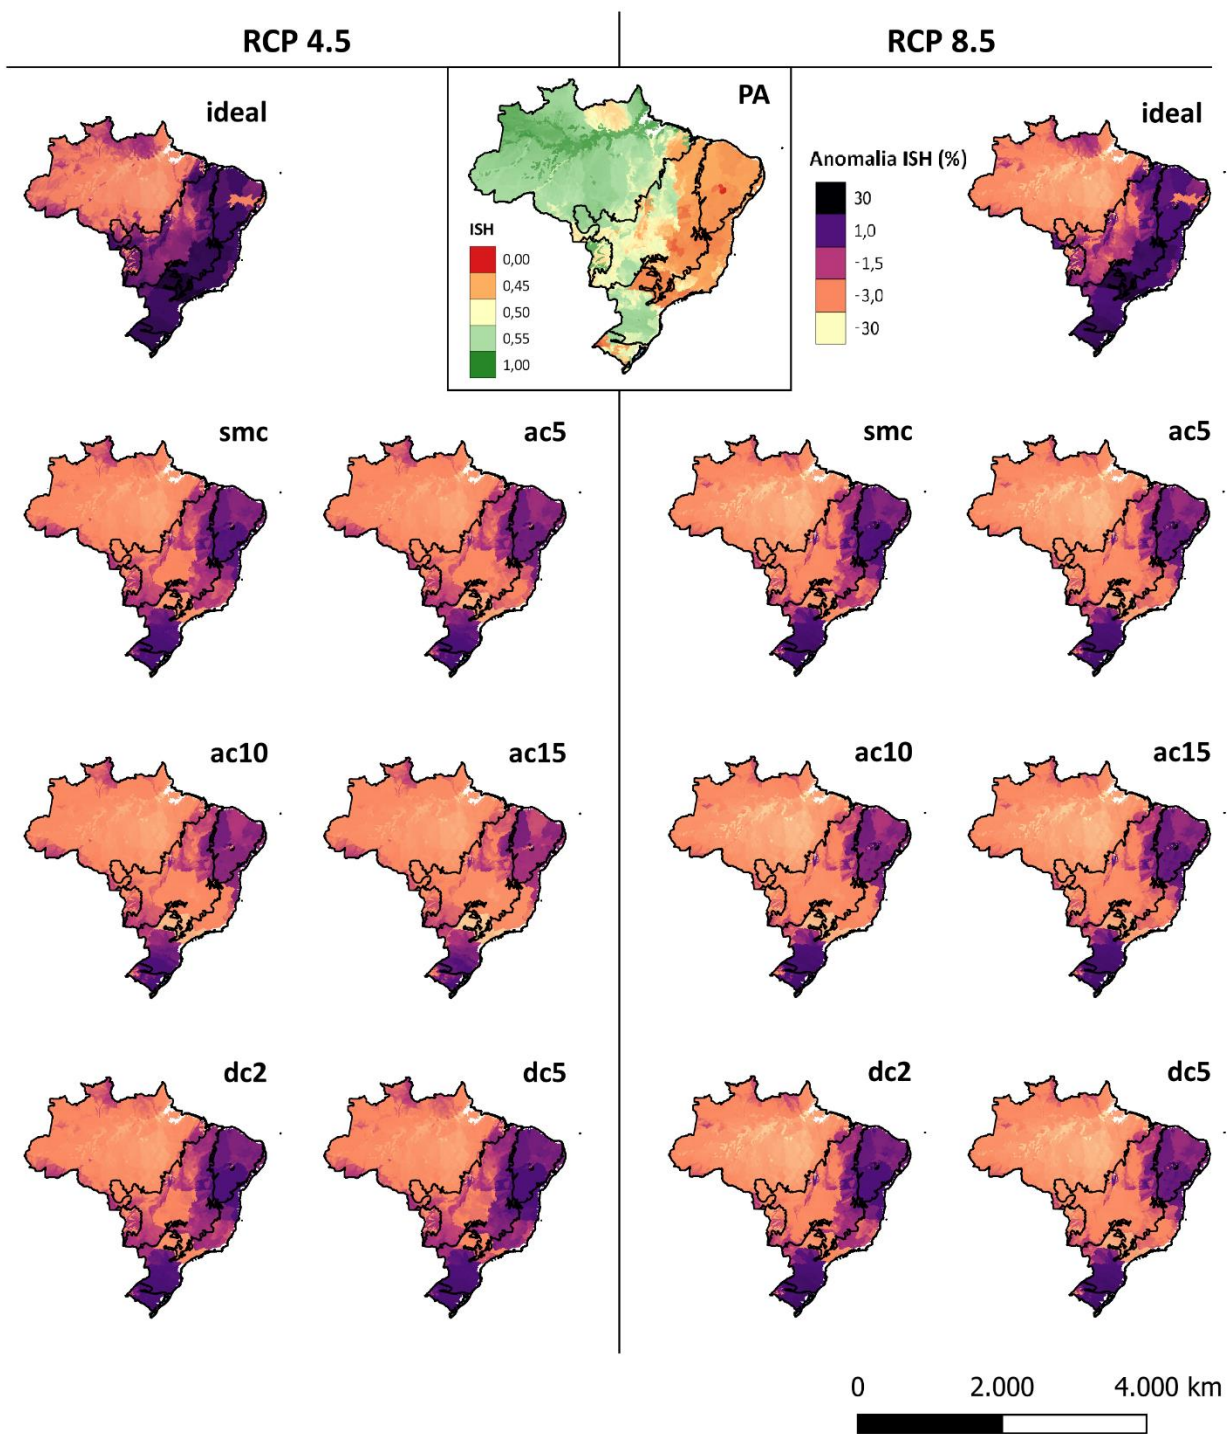 RCP 4.5
RCP 8.5
ideal
PA
ISH
0,00
0,45
0,50
0,55
1,00
Anomalia ISH (%)
30
1,0
-1,5
-3,0
-30
ideal
smc
ac5
smc
ac5
ac10
ac15
ac10
ac15
dc2
dc5
dc2
dc5
0 2.000 4.000 km